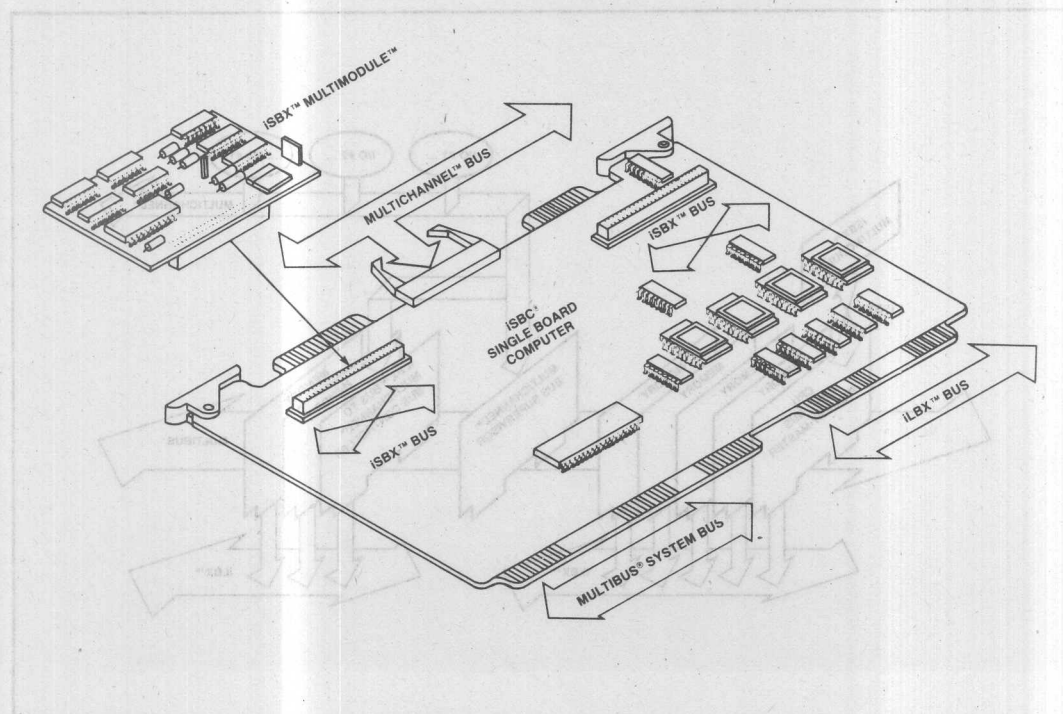 iSBX™ MULTIMODULE™
MULTICHANNEL™ BUS
iSBX™ BUS
iSBC®
SINGLE BOARD
COMPUTER
iSBX™ BUS
iLBX™ BUS
MULTIBUS® SYSTEM BUS